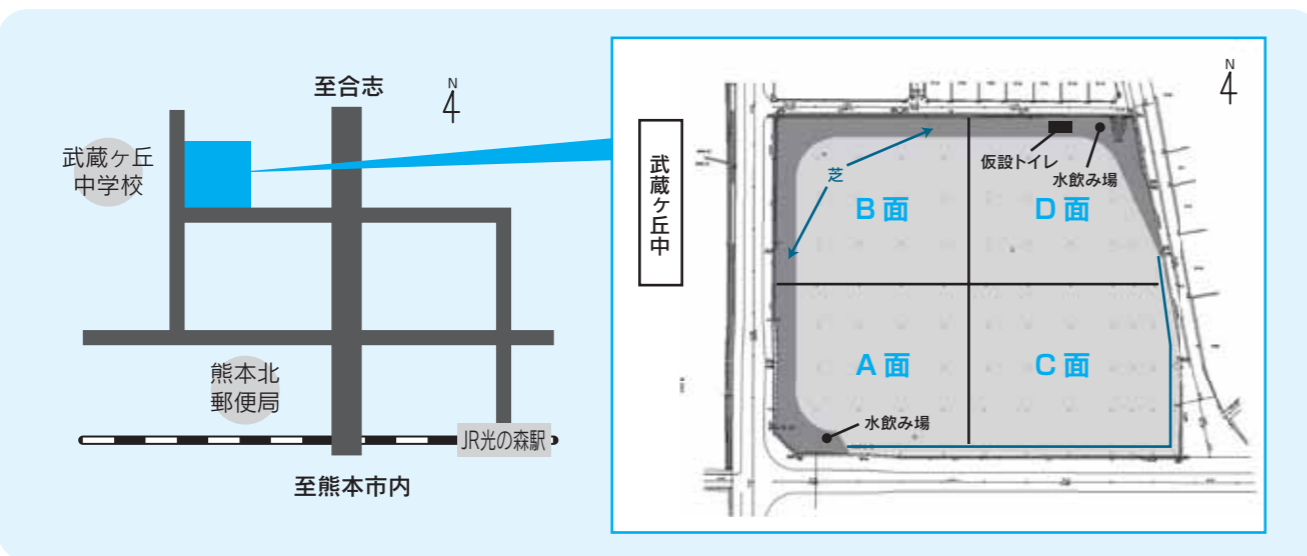 至合志
N
武蔵ヶ丘
中学校
熊本北
郵便局
JR光の森駅
至熊本市内
N
武蔵ヶ丘中
仮設トイレ
水飲み場
芝
B面
D面
A面
C面
水飲み場